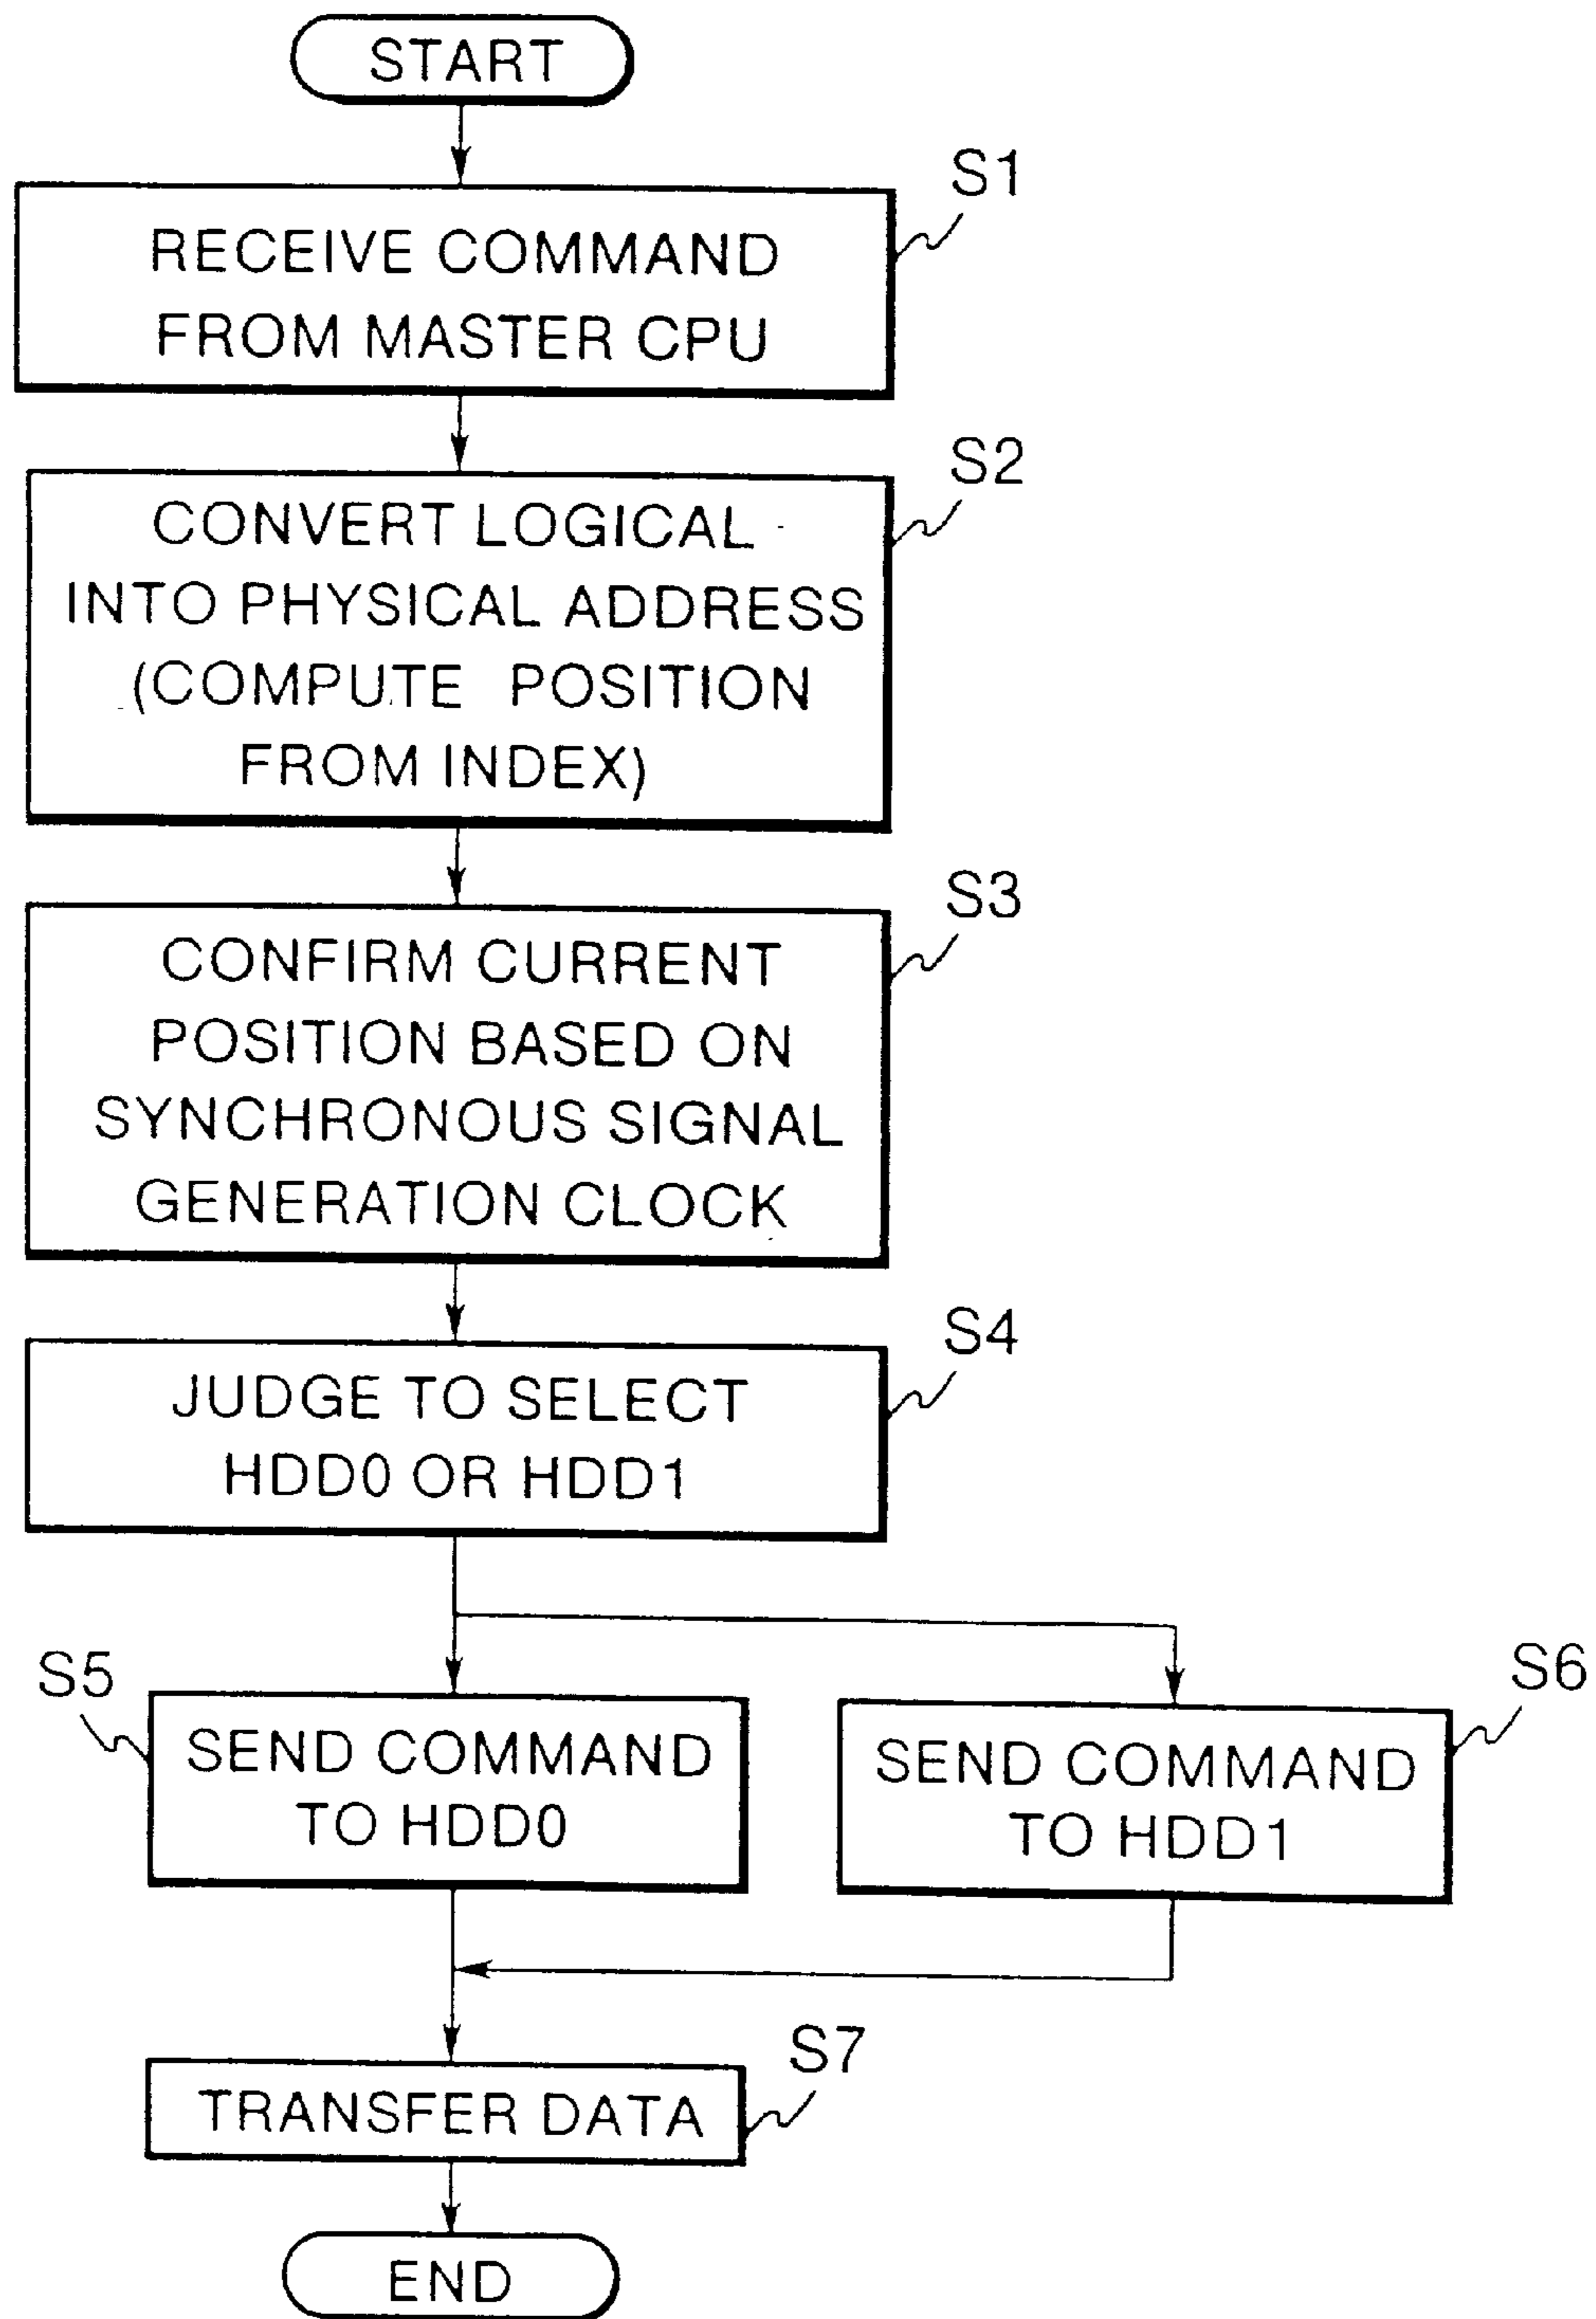 START
S1
RECEIVE COMMAND
FROM MASTER CPU
S2
CONVERT LOGICAL
INTO PHYSICAL ADDRESS
(COMPUTE POSITION
FROM INDEX)
S3
CONFIRM CURRENT
POSITION BASED ON
SYNCHRONOUS SIGNAL
GENERATION CLOCK
S4
JUDGE TO SELECT
HDD0 OR HDD1
S5
SEND COMMAND
TO HDD0
S6
SEND COMMAND
TO HDD1
S7
TRANSFER DATA
END